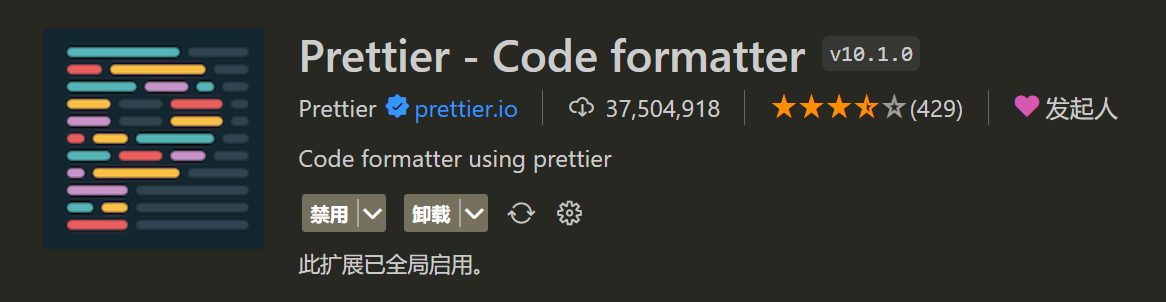 Prettier - Code formatter v10.1.0
Prettier prettier.io 37,504,918 (429) 发起人
Code formatter using prettier
禁用 卸载
此扩展已全局启用。